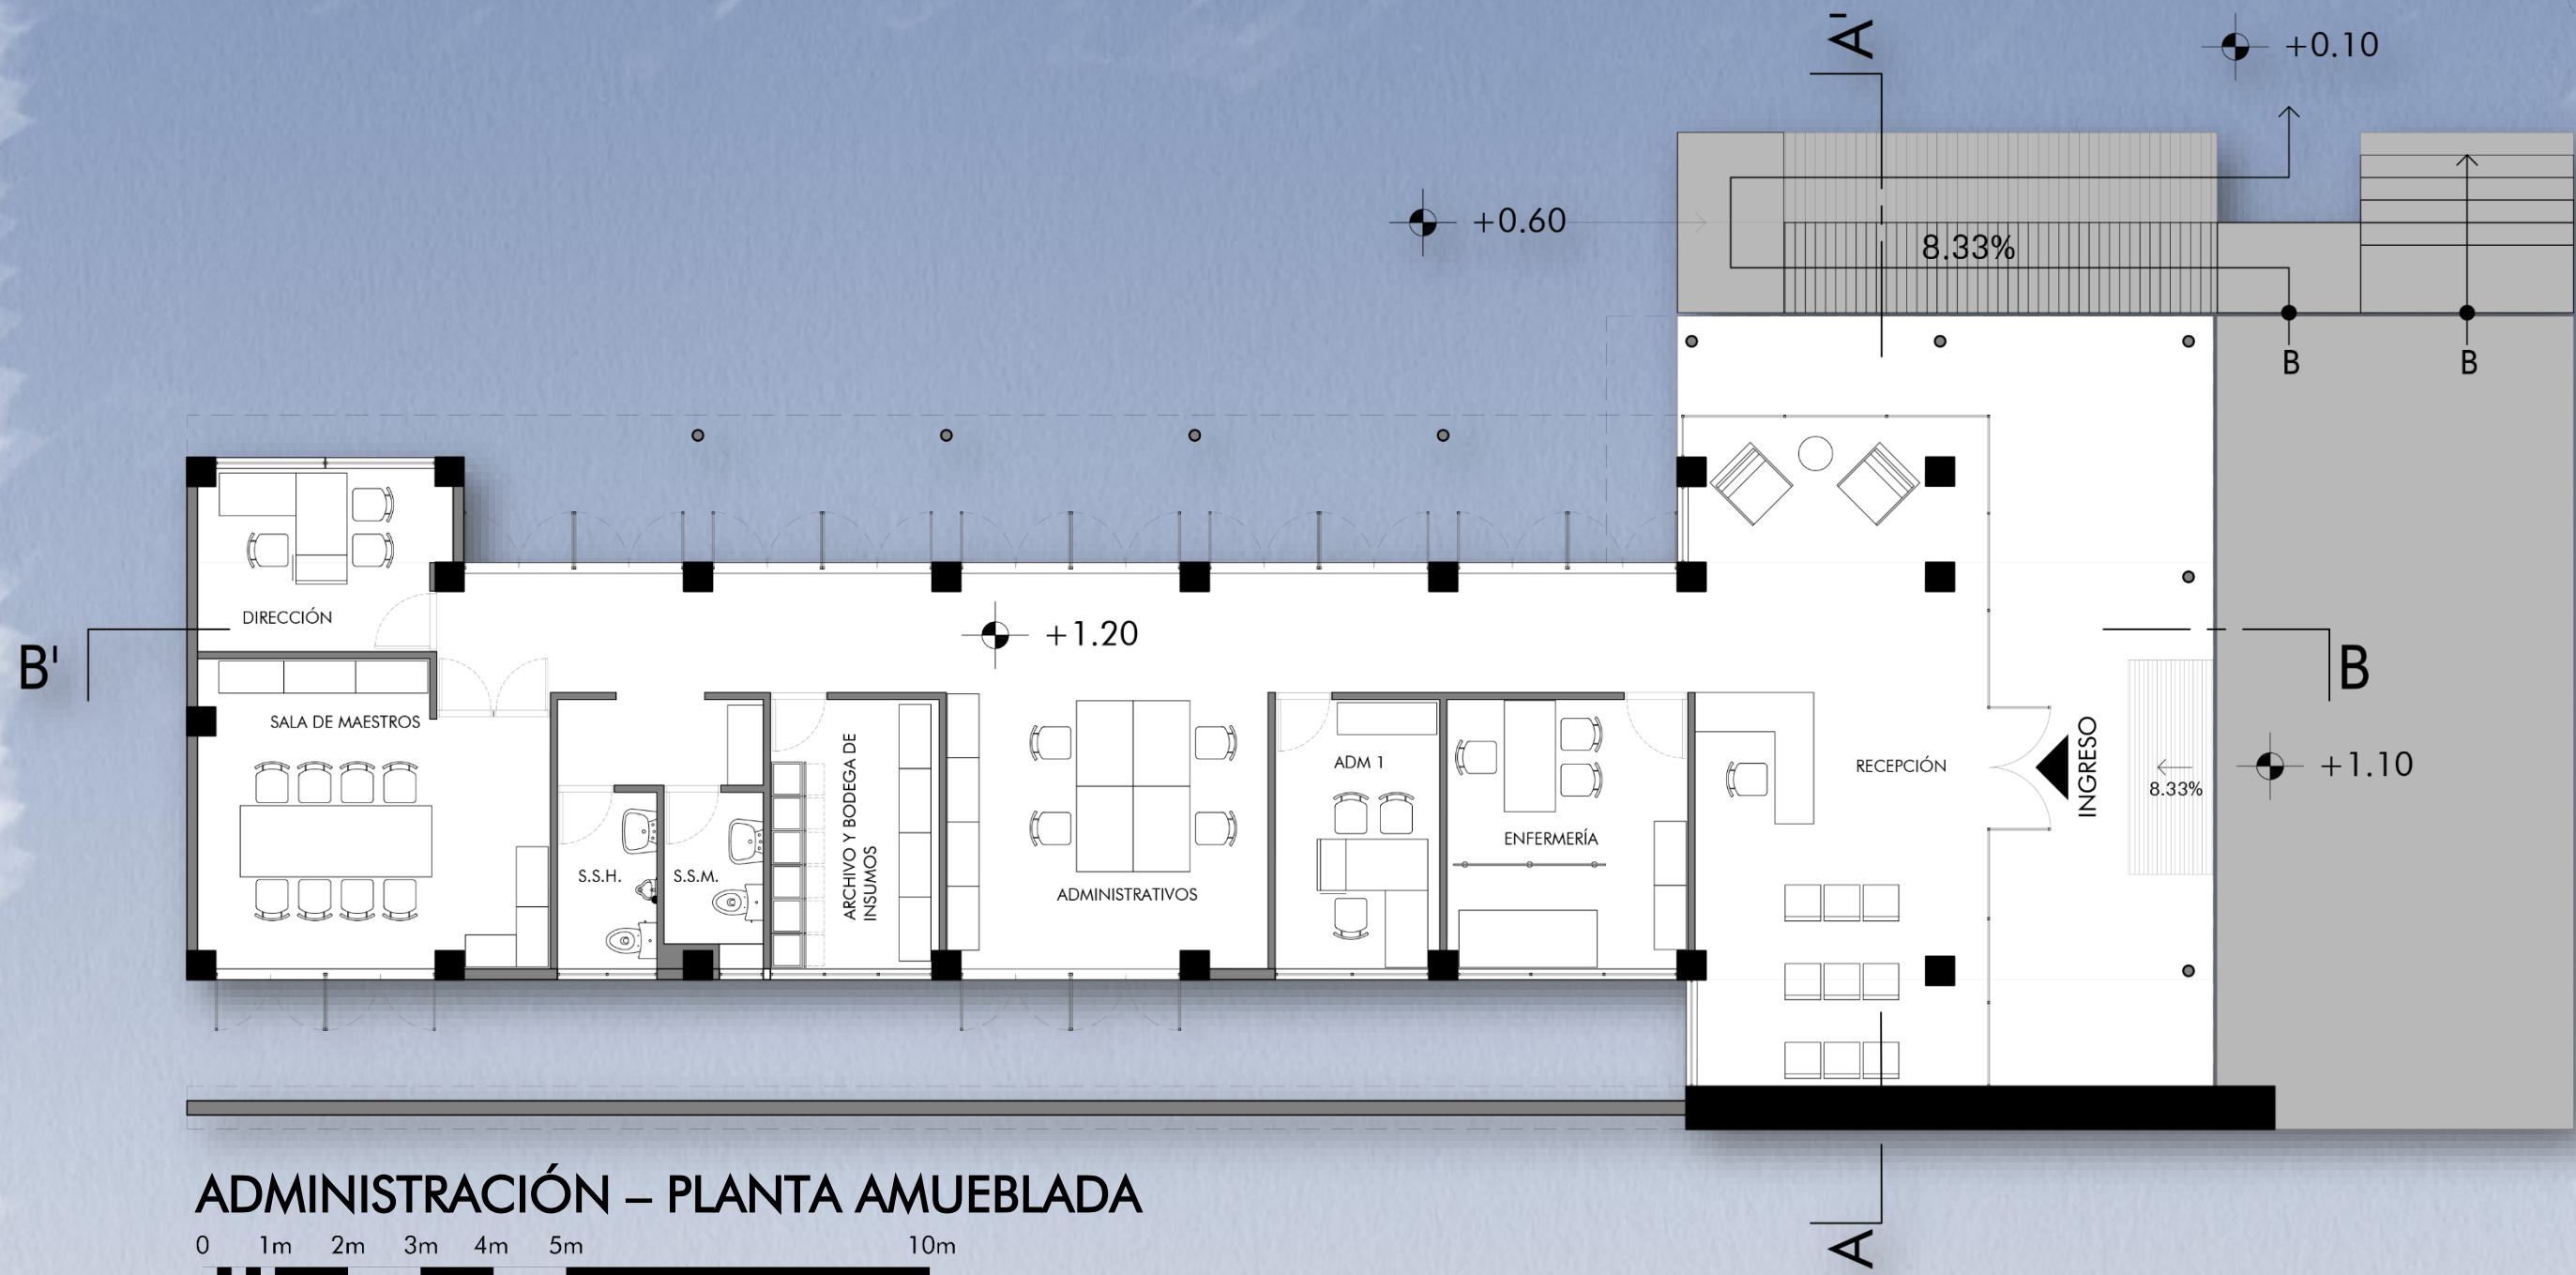 Ā
+0.10
+0.60
8.33%
B
B
DIRECCIÓN
B'
+1.20
B
SALA DE MAESTROS
INGRESO
RECEPCIÓN
+1.10
8.33%
ADM 1
ARCHIVO Y BODEGA DE
INSUMOS
ENFERMERÍA
S.S.H.
S.S.M.
ADMINISTRATIVOS
ADMINISTRACIÓN – PLANTA AMUEBLADA
A
0 1m 2m 3m 4m 5m 10m